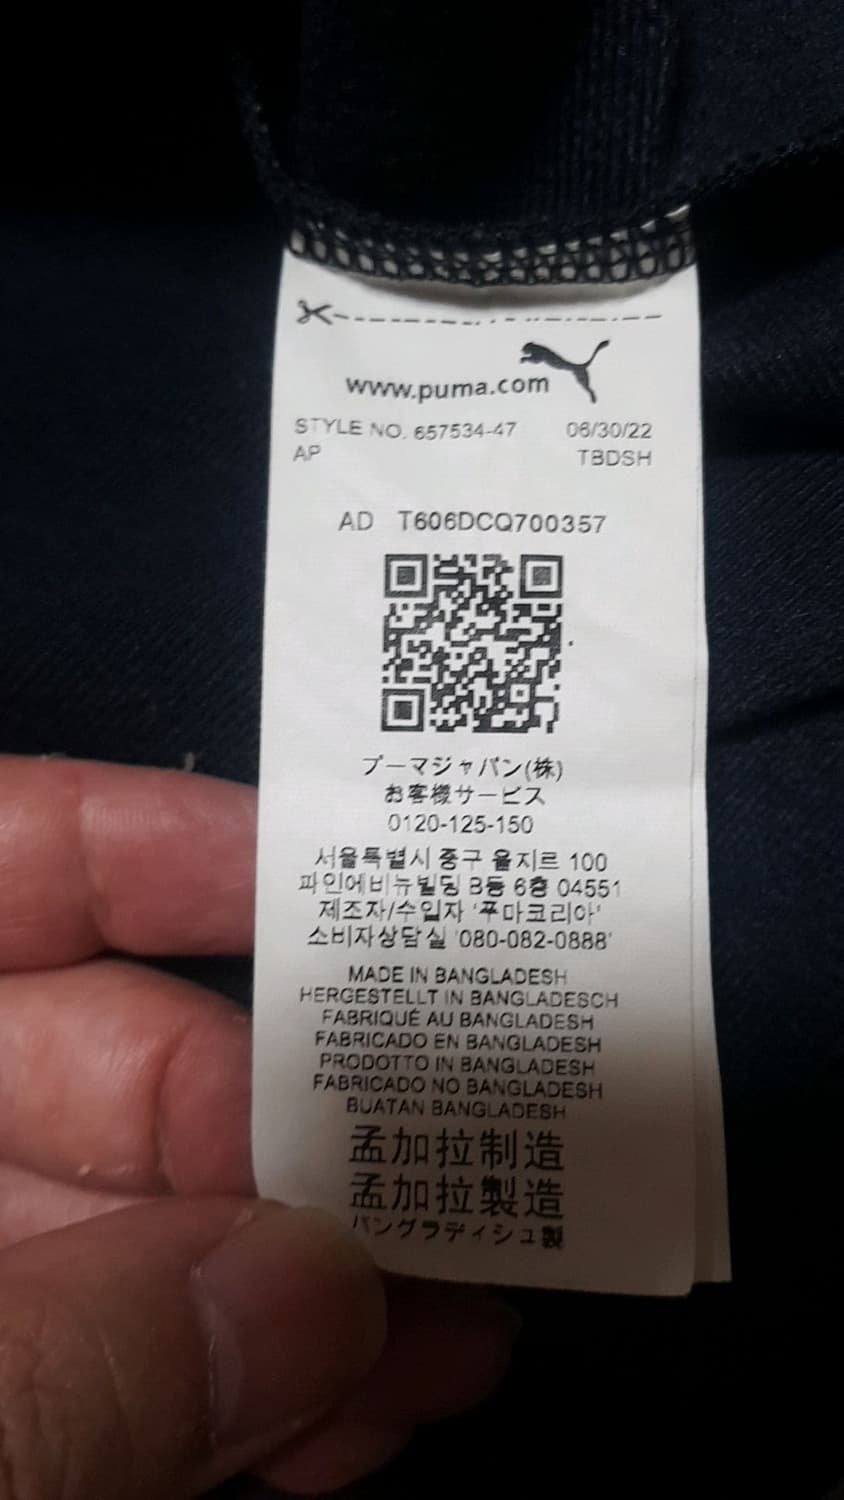 www.puma.com
STYLE NO. 657534-47 06/30/22
AP TBDSH
AD T606DCQ700357
プーマジャパン(株)
お客様サービス
0120-125-150
서울특별시 중구 을지르 100
파인에비뉴빌딩 B동 6층 04551
제조자/수입자 '푸마코리아'
소비자상담실 '080-082-0888'
MADE IN BANGLADESH
HERGESTELLT IN BANGLADESCH
FABRIQUÉ AU BANGLADESH
FABRICADO EN BANGLADESH
PRODOTTO IN BANGLADESH
FABRICADO NO BANGLADESH
BUATAN BANGLADESH
孟加拉制造
孟加拉製造
バングラディシュ製